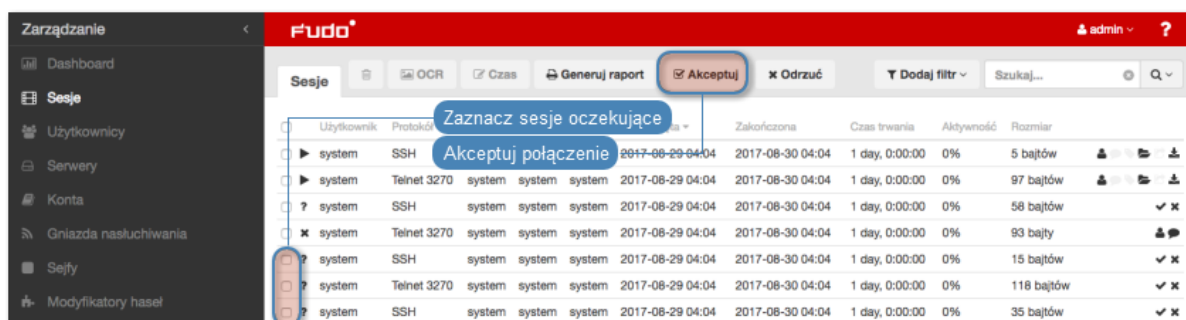 Zarządzanie
Fudo
admin
?
Dashboard
Sesje
Użytkownicy
Serwery
Konta
Gniazda nasłuchiwania
Sejfy
Modyfikatory haseł
Sesje OCR Czas Generuj raport Akceptuj Odrzuć Dodaj filtr Szukaj...
Zaznacz sesje oczekujące
Akceptuj połączenie
Użytkownik Protokół Zakończona Czas trwania Aktywność Rozmiar
system SSH 2017-08-29 04:04 2017-08-30 04:04 1 day, 0:00:00 0% 5 bajtów
system Telnet 3270 system system system 2017-08-29 04:04 2017-08-30 04:04 1 day, 0:00:00 0% 97 bajtów
? system SSH system system system 2017-08-29 04:04 2017-08-30 04:04 1 day, 0:00:00 0% 58 bajtów
system Telnet 3270 system system system 2017-08-29 04:04 2017-08-30 04:04 1 day, 0:00:00 0% 93 bajty
? system SSH system system system 2017-08-29 04:04 2017-08-30 04:04 1 day, 0:00:00 0% 15 bajtów
? system Telnet 3270 system system system 2017-08-29 04:04 2017-08-30 04:04 1 day, 0:00:00 0% 118 bajtów
? system SSH system system system 2017-08-29 04:04 2017-08-30 04:04 1 day, 0:00:00 0% 35 bajtów